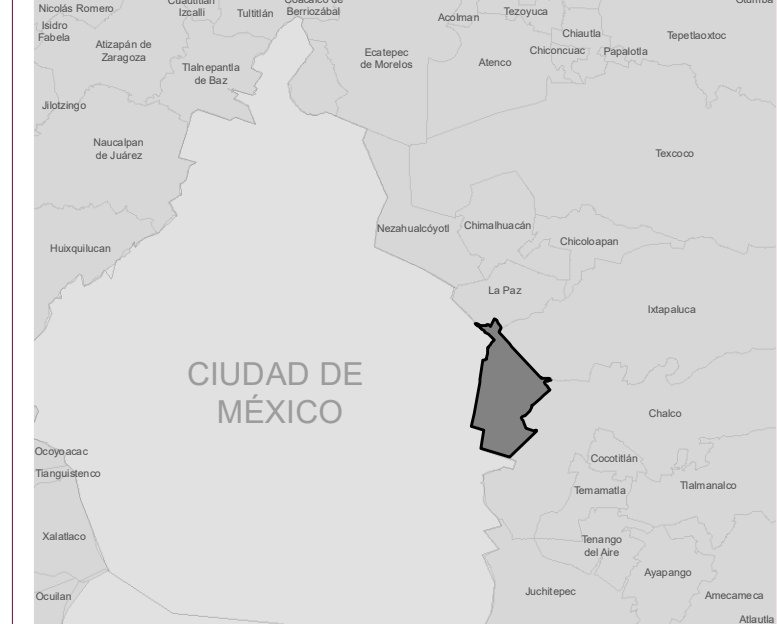 Nicolás Romero
Cuautitlán
Izcalli
Tultitlán
Coacalco de
Berriozábal
Acolman
Tezoyuca
Otumba
Isidro
Fabela
Atizapán de
Zaragoza
Tlalnepantla
de Baz
Ecatepec
de Morelos
Atenco
Chiautla
Chiconcuac
Papalotla
Tepetlaoxtoc
Jilotzingo
Naucalpan
de Juárez
Texcoco
Huixquilucan
Nezahualcóyotl
Chimalhuacán
Chicoloapan
La Paz
Ixtapaluca
CIUDAD DE
MÉXICO
Chalco
Ocoyoacac
Tianguistenco
Cocotitlán
Temamatla
Tlalmanalco
Xalatlaco
Tenango
del Aire
Ayapango
Juchitepec
Ocuilan
Amecameca
Atlautla